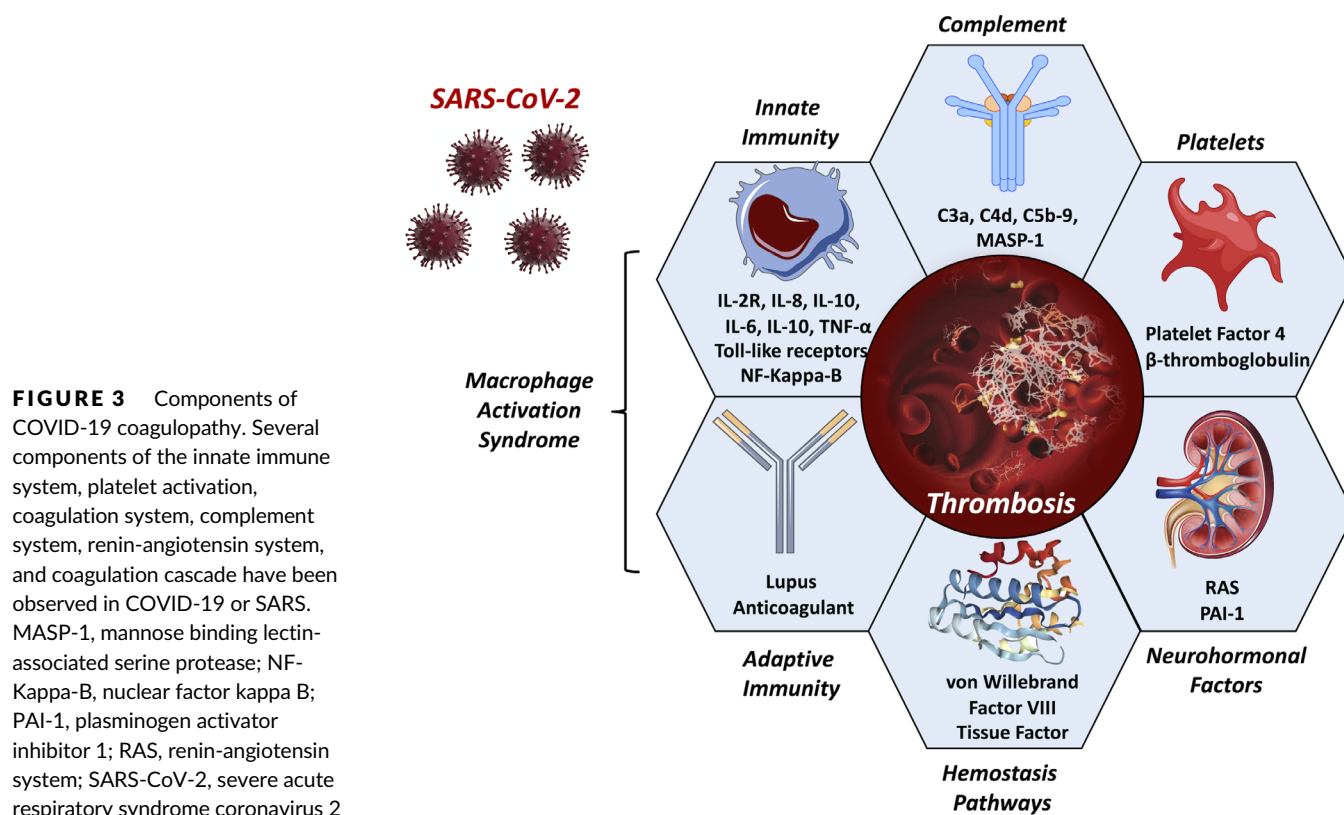 FIGURE 3 Components of
COVID-19 coagulopathy. Several
components of the innate immune
system, platelet activation,
coagulation system, complement
system, renin-angiotensin system,
and coagulation cascade have been
observed in COVID-19 or SARS.
MASP-1, mannose binding lectin-
associated serine protease; NF-
Kappa-B, nuclear factor kappa B;
PAI-1, plasminogen activator
inhibitor 1; RAS, renin-angiotensin
system; SARS-CoV-2, severe acute
respiratory syndrome coronavirus 2
SARS-CoV-2
Macrophage
Activation
Syndrome
Innate
Immunity
IL-2R, IL-8, IL-10,
IL-6, IL-10, TNF-α
Toll-like receptors
NF-Kappa-B
Complement
C3a, C4d, C5b-9,
MASP-1
Platelets
Platelet Factor 4
β-thromboglobulin
Thrombosis
Lupus
Anticoagulant
Adaptive
Immunity
von Willebrand
Factor VIII
Tissue Factor
Hemostasis
Pathways
RAS
PAI-1
Neurohormonal
Factors